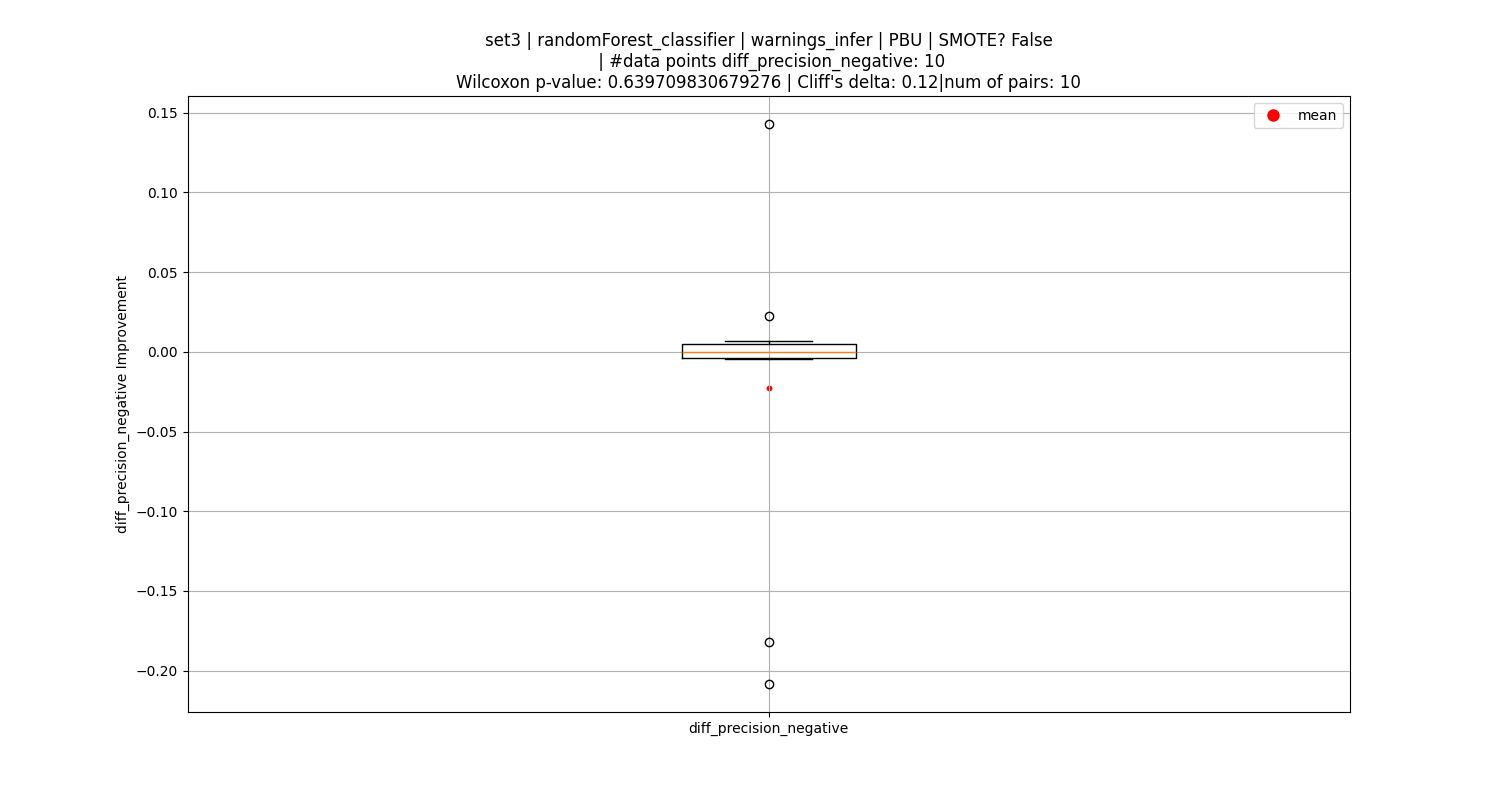 set3 | randomForest_classifier | warnings_infer | PBU | SMOTE? False
| #data points diff_precision_negative: 10
Wilcoxon p-value: 0.639709830679276 | Cliff's delta: 0.12|num of pairs: 10
mean
0.15
0.10
0.05
0.00
−0.05
−0.10
−0.15
−0.20
diff_precision_negative Improvement
diff_precision_negative